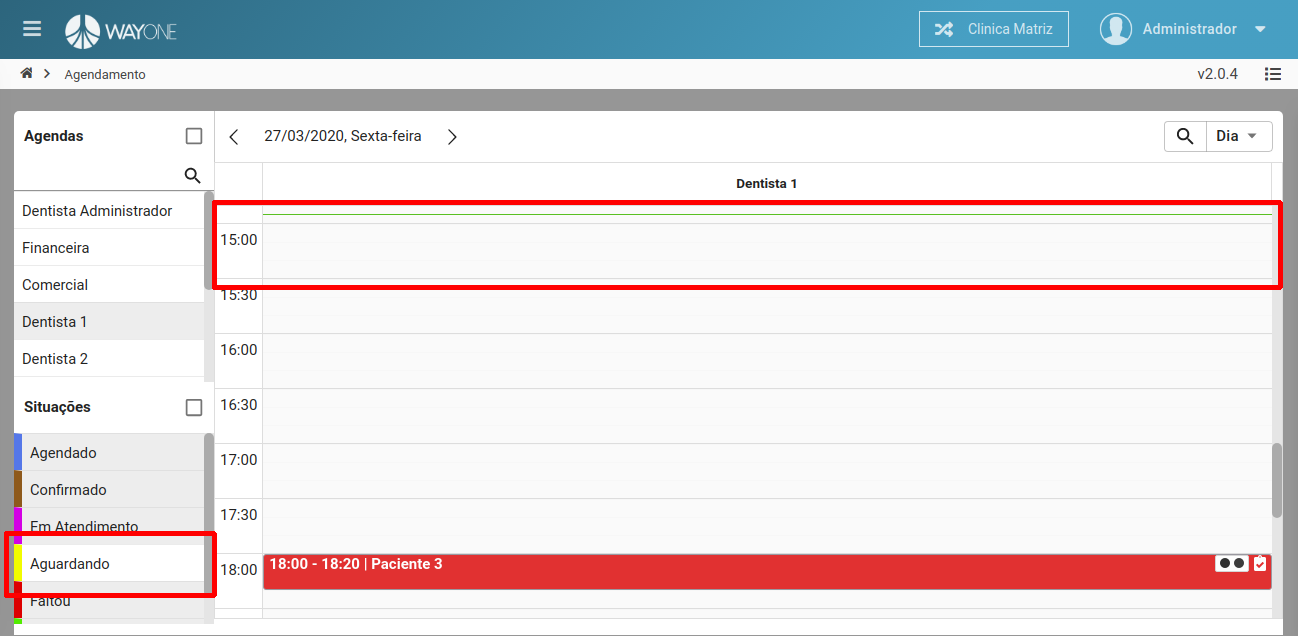 WAYONE
Clinica Matriz
Administrador
Agendamento
v2.0.4
Agendas
27/03/2020, Sexta-feira
Dia
Dentista 1
Dentista Administrador
Financeira
Comercial
Dentista 1
Dentista 2
Situações
Agendado
Confirmado
Em Atendimento
Aguardando
Faltou
15:00
15:30
16:00
16:30
17:00
17:30
18:00
18:00 - 18:20 | Paciente 3